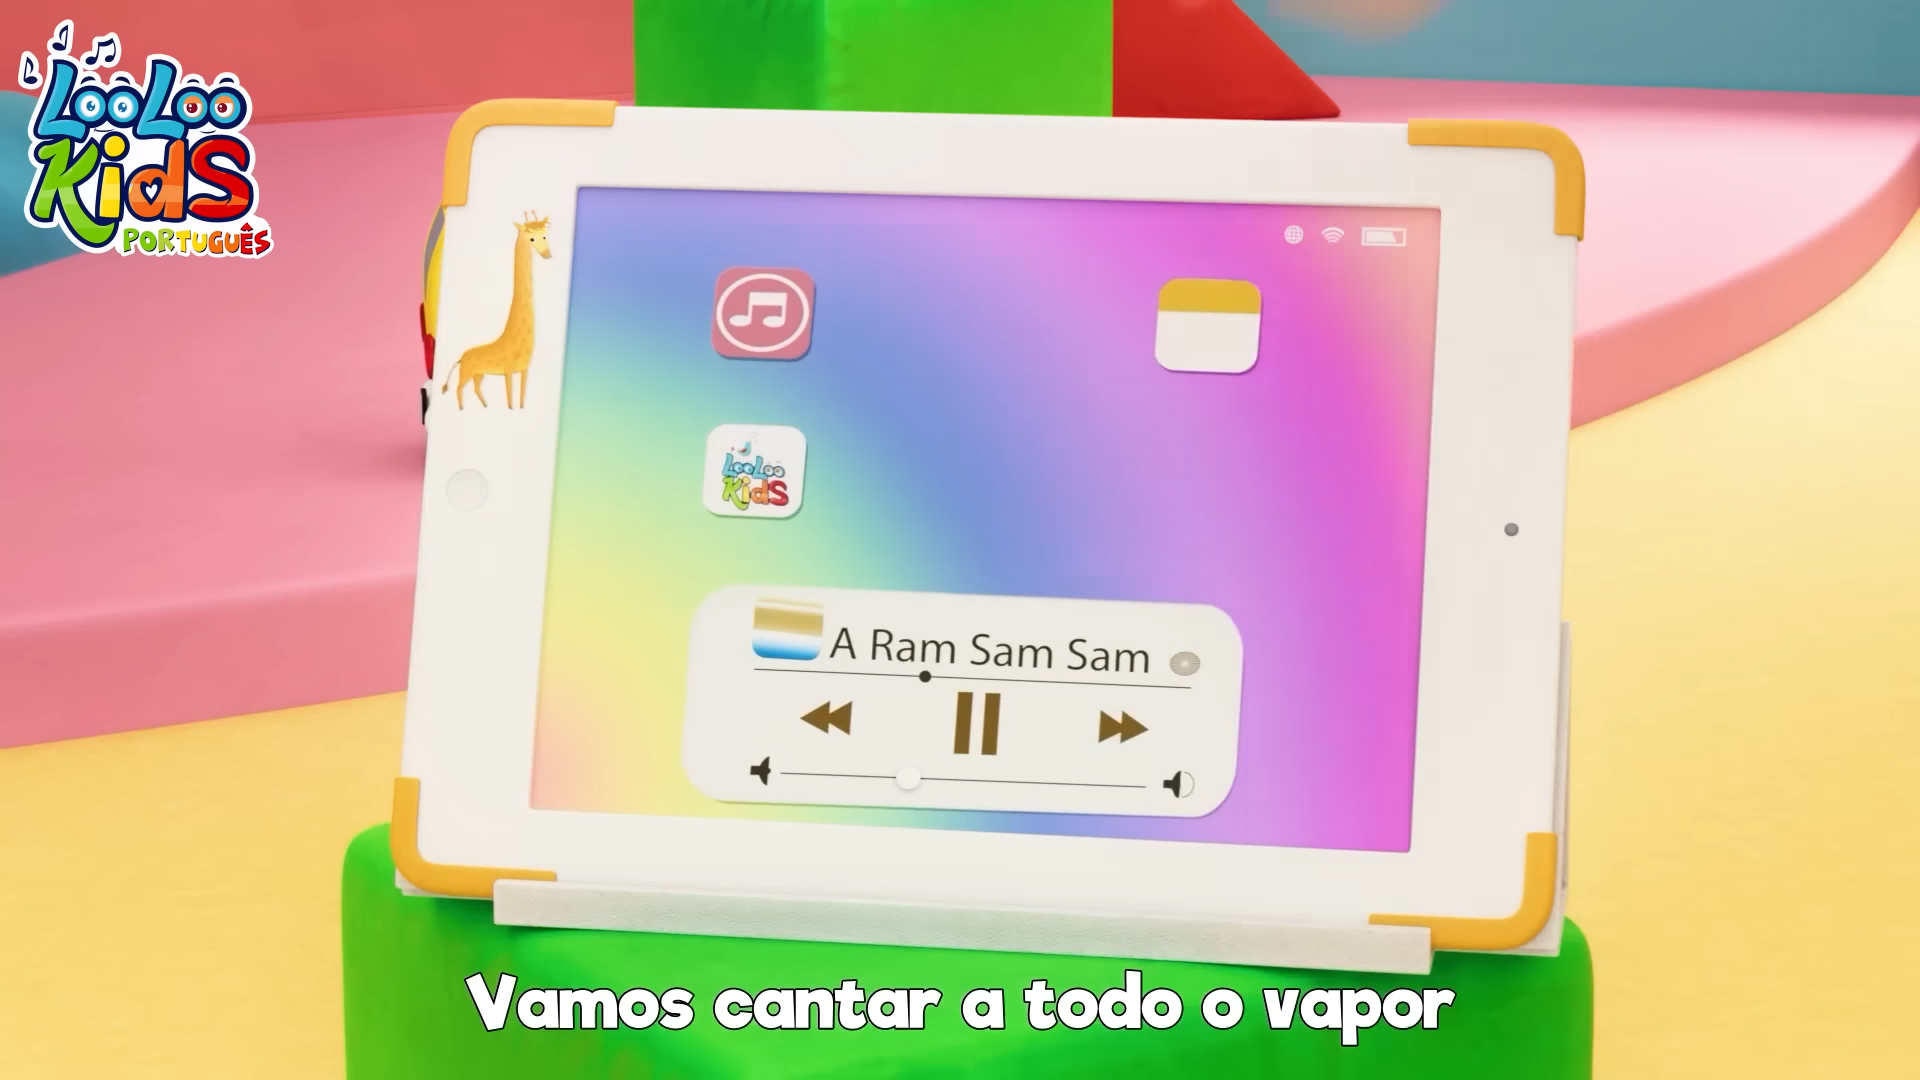 LooLoo
Kids
PORTUGUÊS
LooLoo
Kids
A Ram Sam Sam
Vamos cantar a todo o vapor